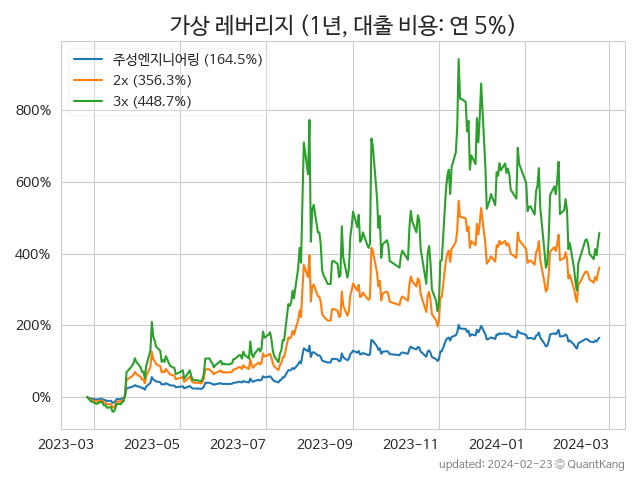 가상 레버리지 (1년, 대출 비용: 연 5%)
주성엔지니어링 (164.5%)
2x (356.3%)
3x (448.7%)
800%
600%
400%
200%
0%
2023-03 2023-05 2023-07 2023-09 2023-11 2024-01 2024-03
updated: 2024-02-23 © QuantKang